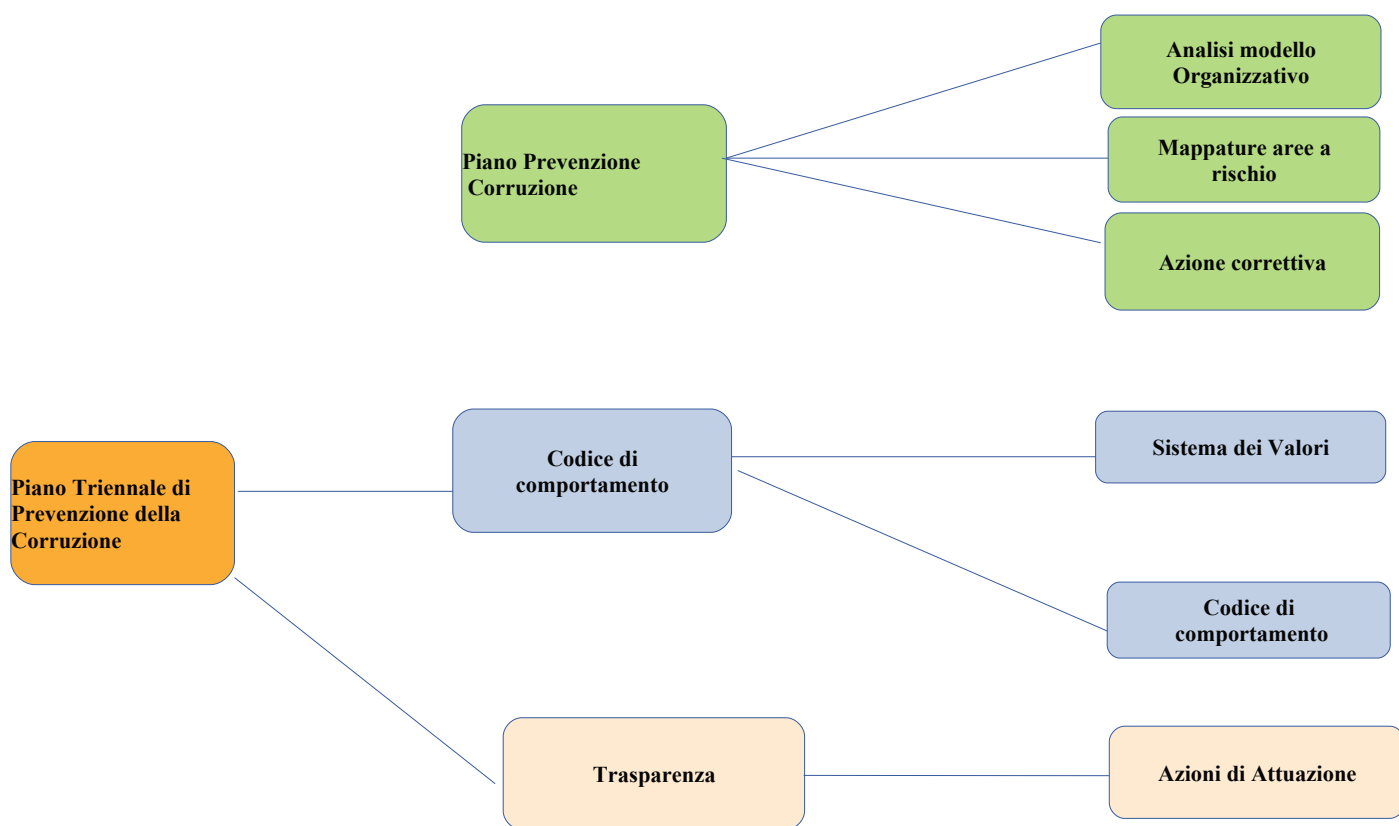 Analisi modello
Organizzativo
Piano Prevenzione
Corruzione
Mappature aree a
rischio
Azione correttiva
Piano Triennale di
Prevenzione della
Corruzione
Codice di
comportamento
Sistema dei Valori
Codice di
comportamento
Trasparenza
Azioni di Attuazione